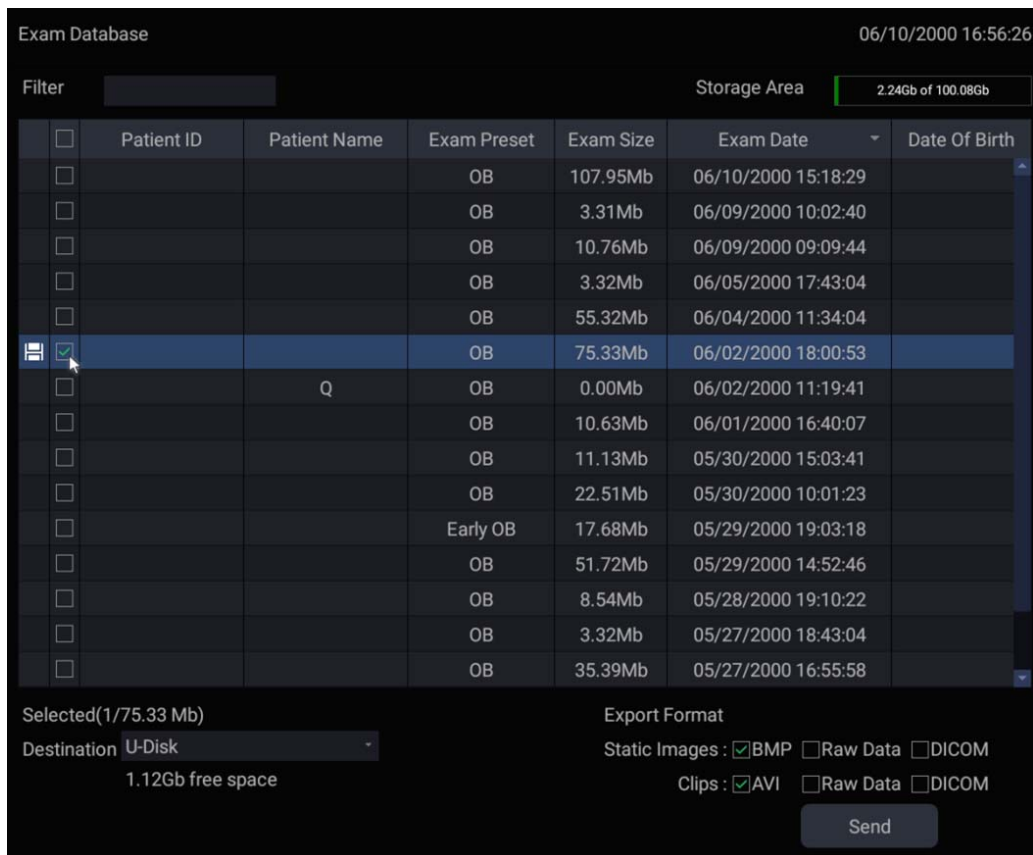 Exam Database 06/10/2000 16:56:26
Filter Storage Area 2.24Gb of 100.08Gb
Patient ID Patient Name Exam Preset Exam Size Exam Date Date Of Birth
OB 107.95Mb 06/10/2000 15:18:29
OB 3.31Mb 06/09/2000 10:02:40
OB 10.76Mb 06/09/2000 09:09:44
OB 3.32Mb 06/05/2000 17:43:04
OB 55.32Mb 06/04/2000 11:34:04
OB 75.33Mb 06/02/2000 18:00:53
Q OB 0.00Mb 06/02/2000 11:19:41
OB 10.63Mb 06/01/2000 16:40:07
OB 11.13Mb 05/30/2000 15:03:41
OB 22.51Mb 05/30/2000 10:01:23
Early OB 17.68Mb 05/29/2000 19:03:18
OB 51.72Mb 05/29/2000 14:52:46
OB 8.54Mb 05/28/2000 19:10:22
OB 3.32Mb 05/27/2000 18:43:04
OB 35.39Mb 05/27/2000 16:55:58
Selected(1/75.33 Mb) Export Format
Destination U-Disk Static Images : BMP Raw Data DICOM
1.12Gb free space Clips : AVI Raw Data DICOM
Send